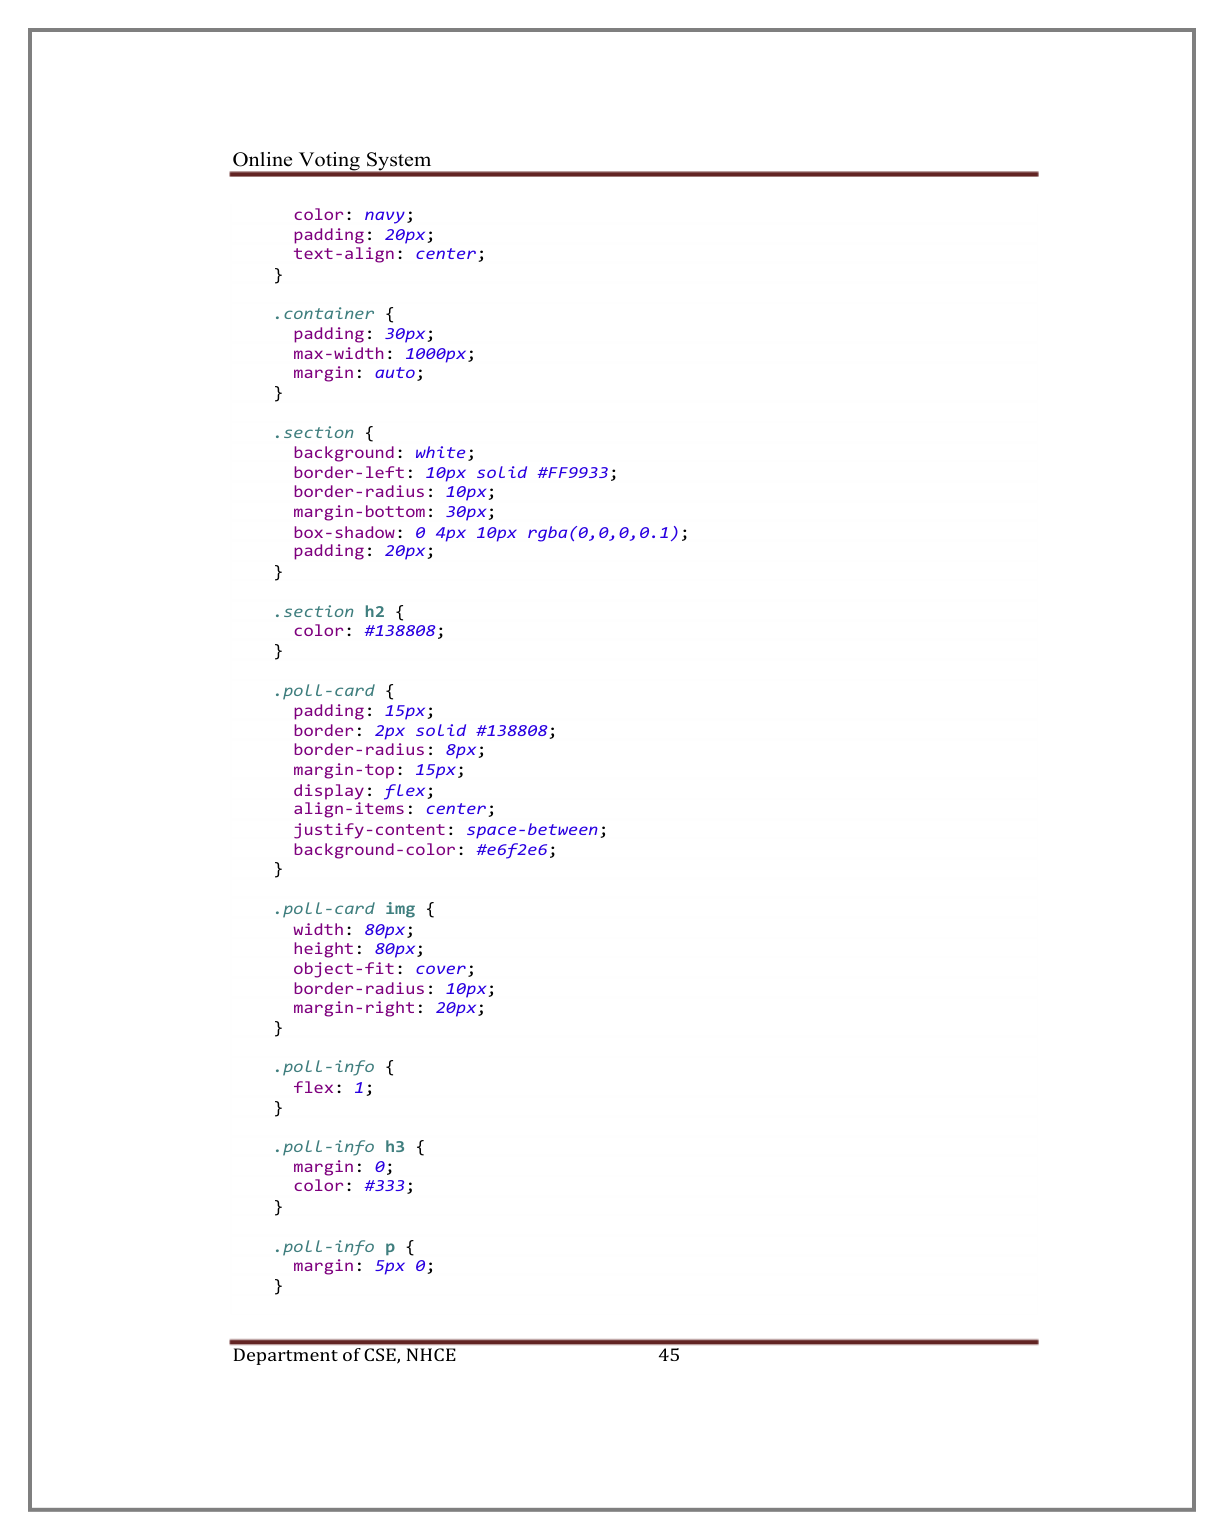 Online Voting System
color: navy;
padding: 20px;
text-align: center;
}
.container {
padding: 30px;
max-width: 1000px;
margin: auto;
}
.section {
background: white;
border-left: 10px solid #FF9933;
border-radius: 10px;
margin-bottom: 30px;
box-shadow: 0 4px 10px rgba(0,0,0,0.1);
padding: 20px;
}
.section h2 {
color: #138808;
}
.poll-card {
padding: 15px;
border: 2px solid #138808;
border-radius: 8px;
margin-top: 15px;
display: flex;
align-items: center;
justify-content: space-between;
background-color: #e6f2e6;
}
.poll-card img {
width: 80px;
height: 80px;
object-fit: cover;
border-radius: 10px;
margin-right: 20px;
}
.poll-info {
flex: 1;
}
.poll-info h3 {
margin: 0;
color: #333;
}
.poll-info p {
margin: 5px 0;
}
Department of CSE, NHCE 45